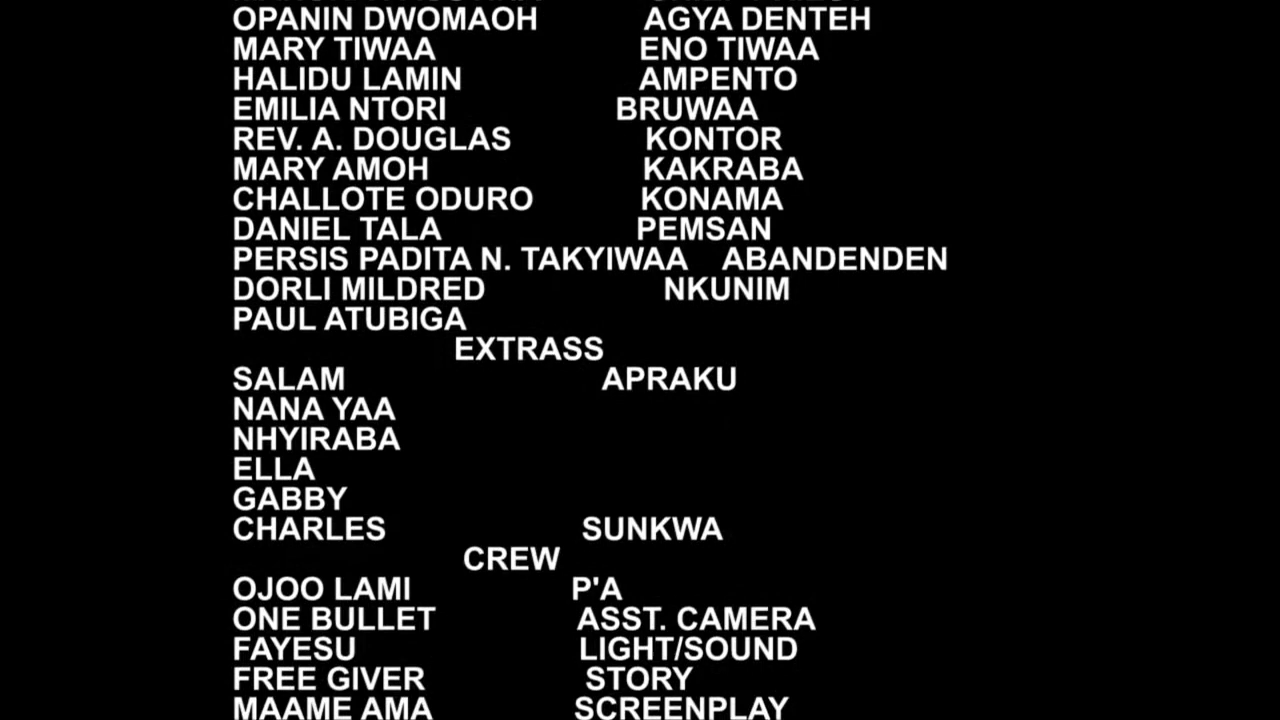 OPANIN DWOMAOH AGYA DENTEH
MARY TIWAA ENO TIWAA
HALIDU LAMIN AMPENTO
EMILIA NTORI BRUWAA
REV. A. DOUGLAS KONTOR
MARY AMOH KAKRABA
CHALLOTE ODURO KONAMA
DANIEL TALA PEMSAN
PERSIS PADITA N. TAKYIWAA ABANDENDEN
DORLI MILDRED NKUNIM
PAUL ATUBIGA
EXTRASS
SALAM APRAKU
NANA YAA
NHYIRABA
ELLA
GABBY
CHARLES SUNKWA
CREW
OJOO LAMI P'A
ONE BULLET ASST. CAMERA
FAYESU LIGHT/SOUND
FREE GIVER STORY
MAAME AMA SCREENPLAY